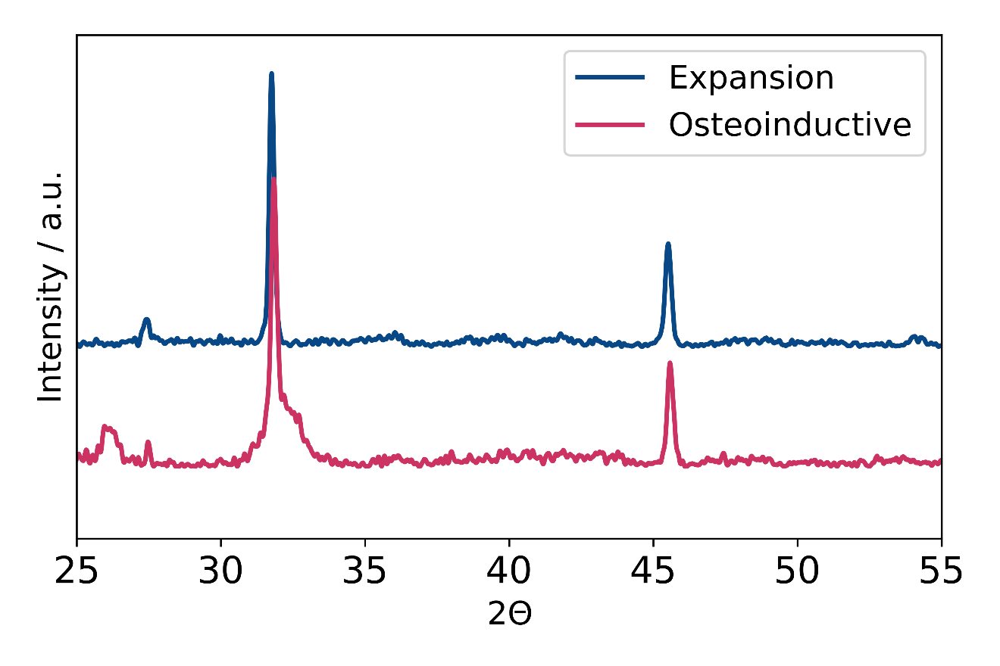 Expansion
Osteoinductive
Intensity / a.u.
25 30 35 40 45 50 55
2Θ